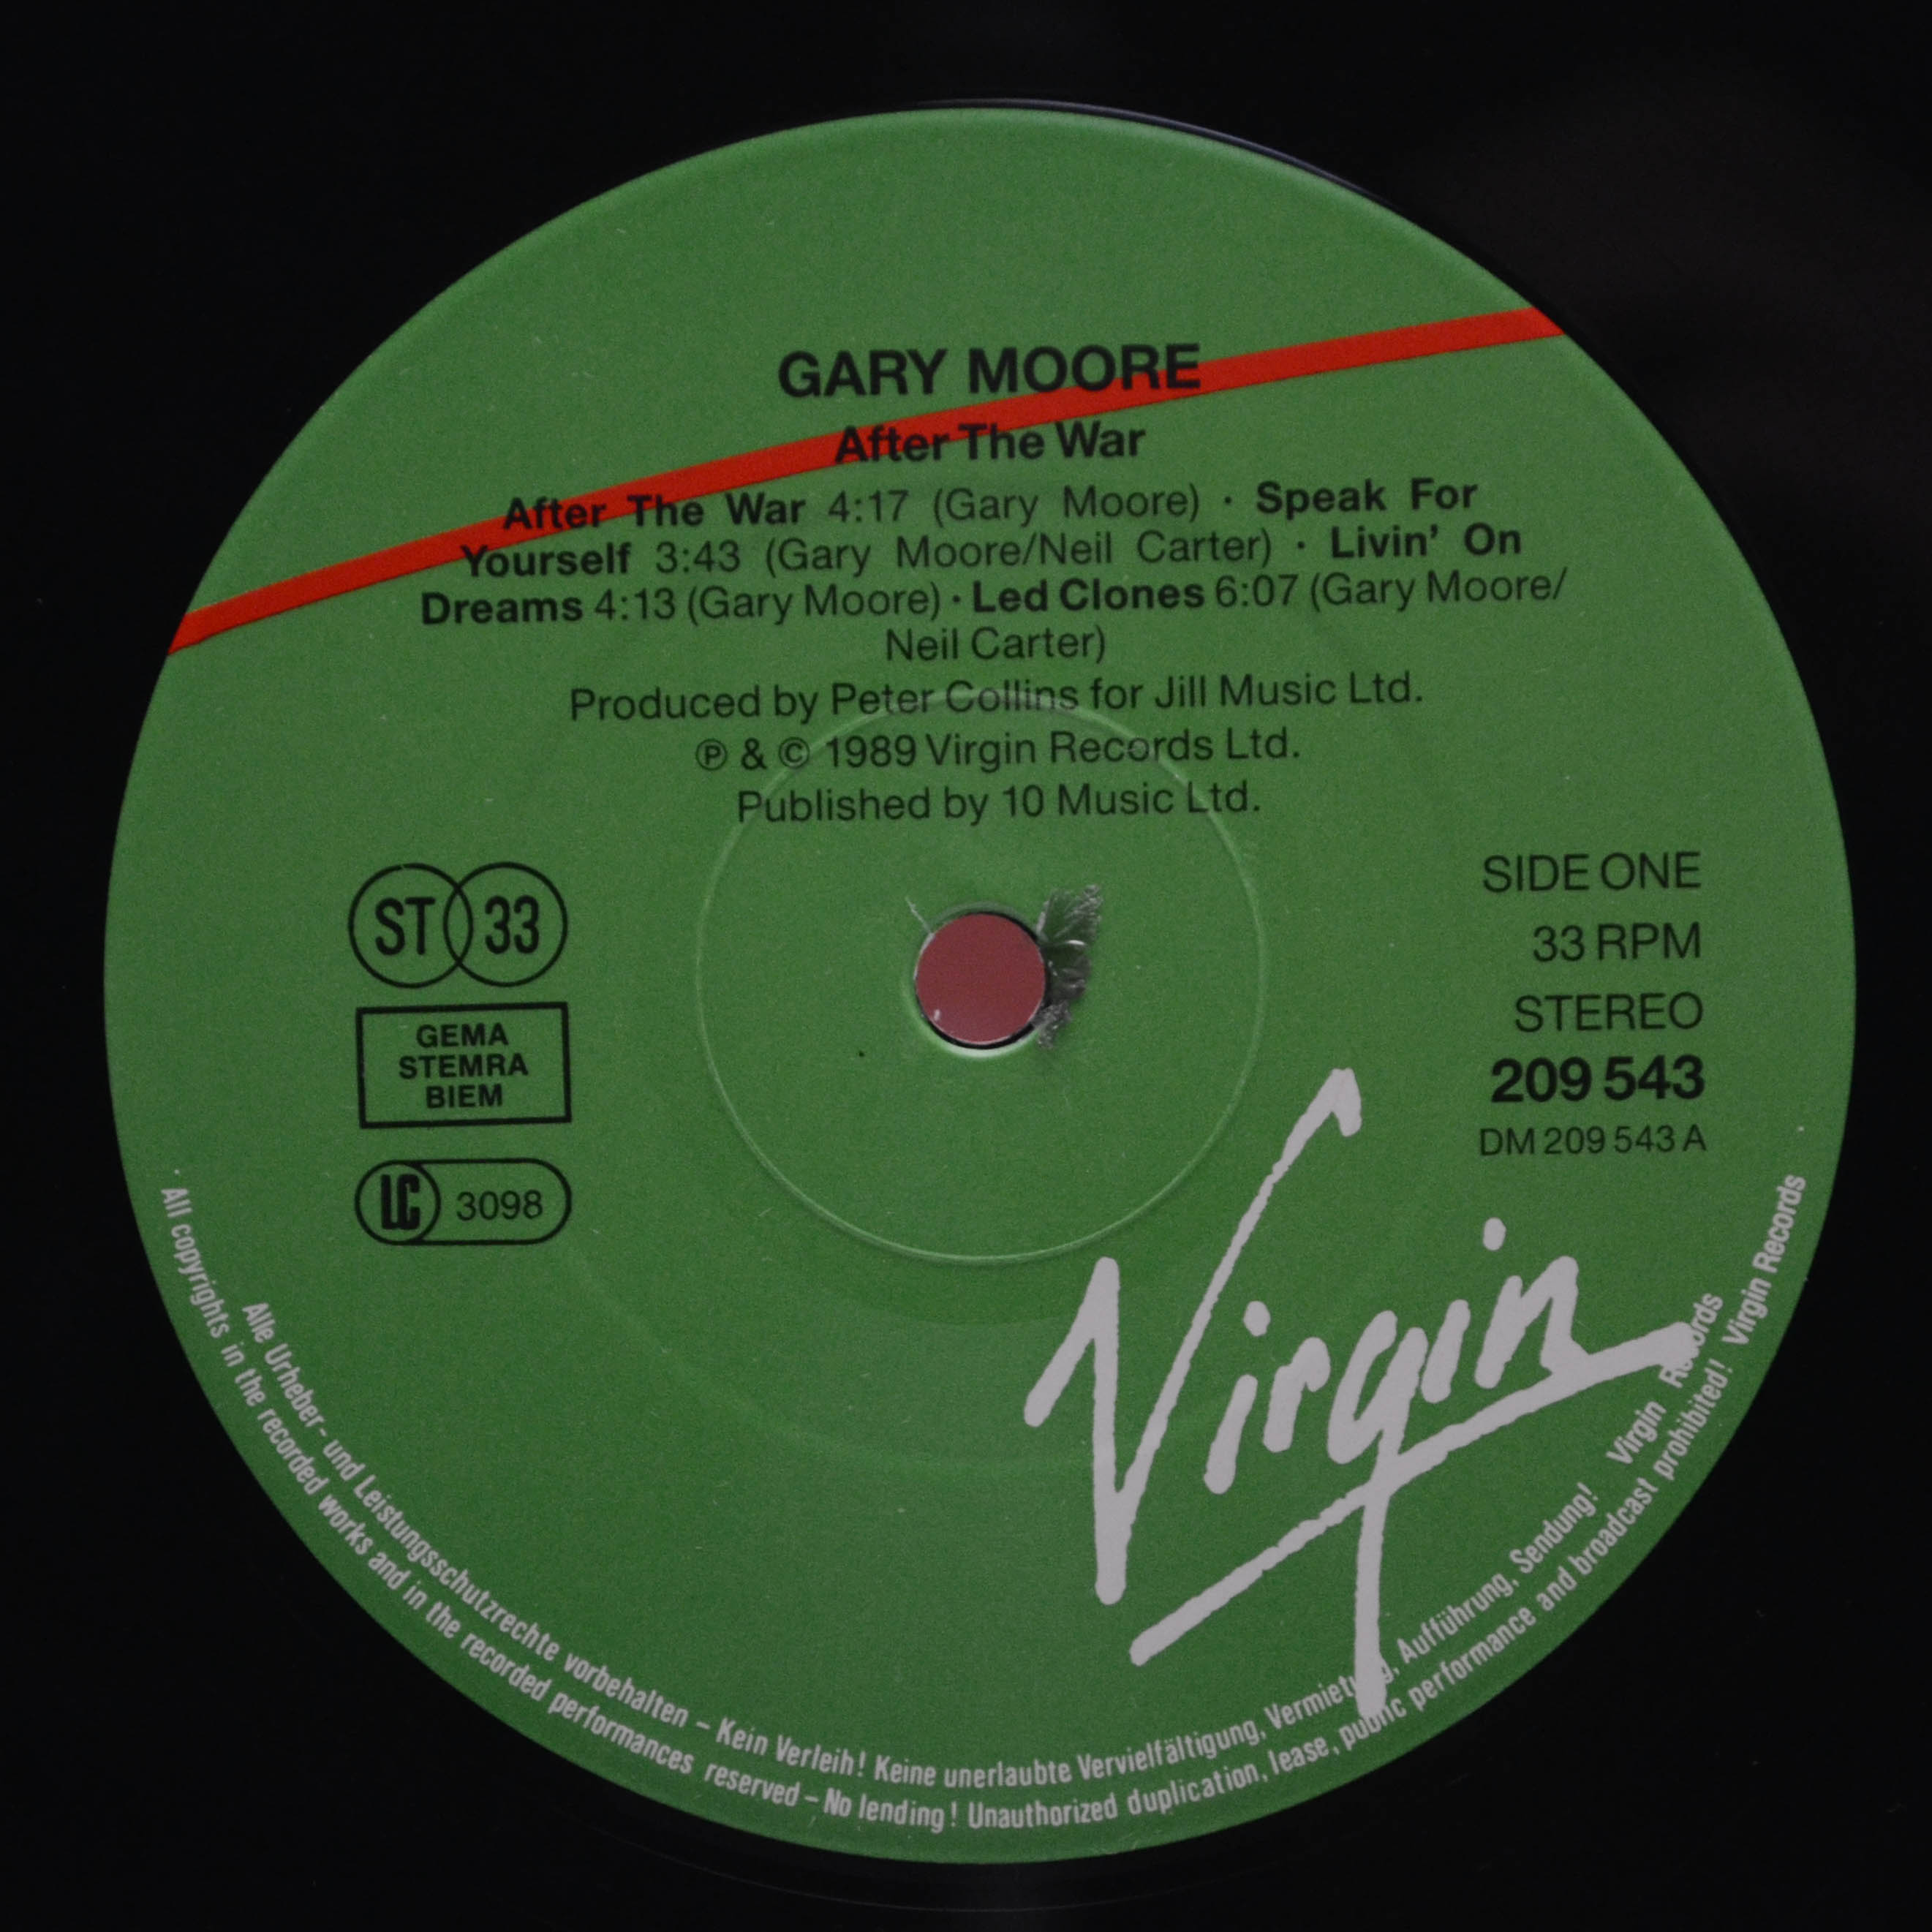 GARY MOORE
After The War
After The War 4:17 (Gary Moore) · Speak For
Yourself 3:43 (Gary Moore/Neil Carter) · Livin' On
Dreams 4:13 (Gary Moore) · Led Clones 6:07 (Gary Moore/
Neil Carter)
Produced by Peter Collins for Jill Music Ltd.
℗ & © 1989 Virgin Records Ltd.
Published by 10 Music Ltd.
ST 33
GEMA
STEMRA
BIEM
LC 3098
SIDE ONE
33 RPM
STEREO
209 543
DM 209 543 A
Virgin
Alle Urheber- und Leistungsschutzrechte vorbehalten – Kein Verleih! Keine unerlaubte Vervielfältigung, Vermietung, Aufführung, Sendung! Virgin Records
All copyrights in the recorded works and in the recorded performances reserved – No lending! Unauthorized duplication, lease, public performance and broadcast prohibited! Virgin Records